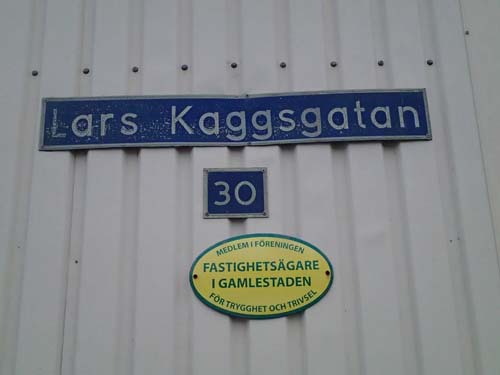 Lars Kaggsgatan
30
MEDLEM I FÖRENINGEN
FASTIGHETSÄGARE
I GAMLESTADEN
FÖR TRYGGHET OCH TRIVSEL